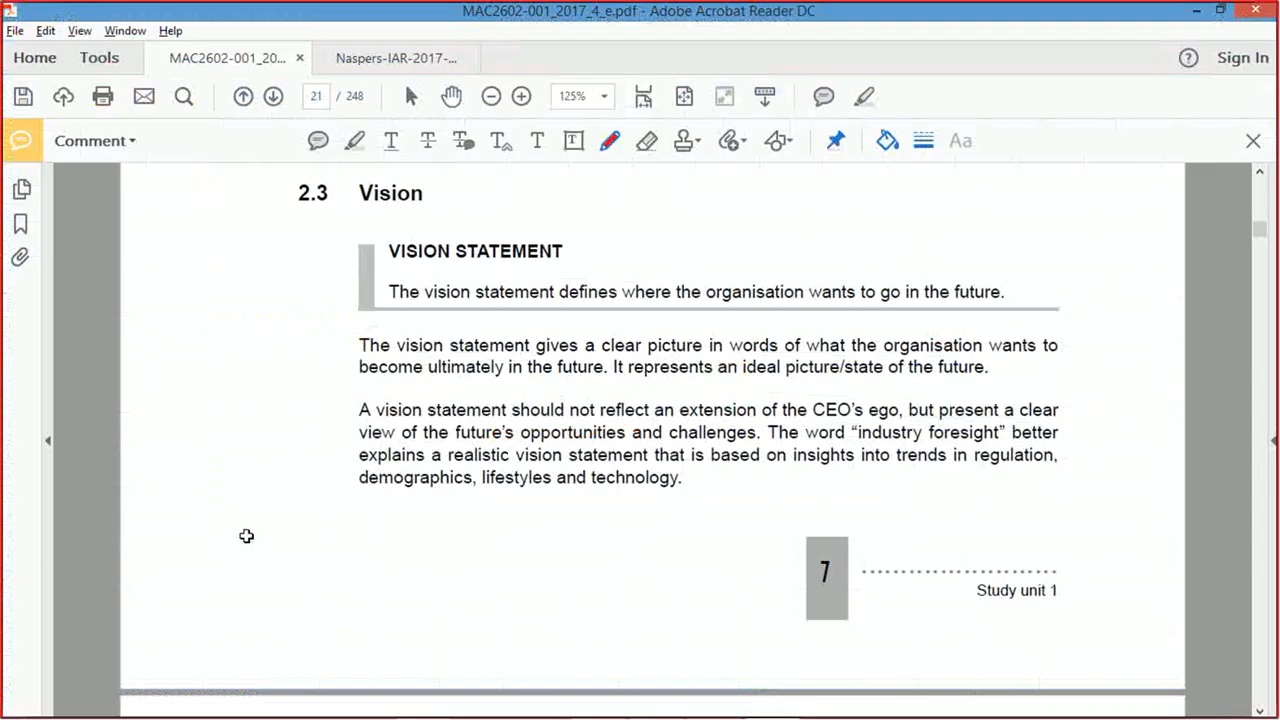 MAC2602-001_2017_4_e.pdf - Adobe Acrobat Reader DC
File Edit View Window Help
Home Tools MAC2602-001_20... × Naspers-IAR-2017-... Sign In
21 / 248 125%
Comment Aa
2.3 Vision
VISION STATEMENT
The vision statement defines where the organisation wants to go in the future.
The vision statement gives a clear picture in words of what the organisation wants to
become ultimately in the future. It represents an ideal picture/state of the future.
A vision statement should not reflect an extension of the CEO's ego, but present a clear
view of the future's opportunities and challenges. The word “industry foresight” better
explains a realistic vision statement that is based on insights into trends in regulation,
demographics, lifestyles and technology.
7
Study unit 1